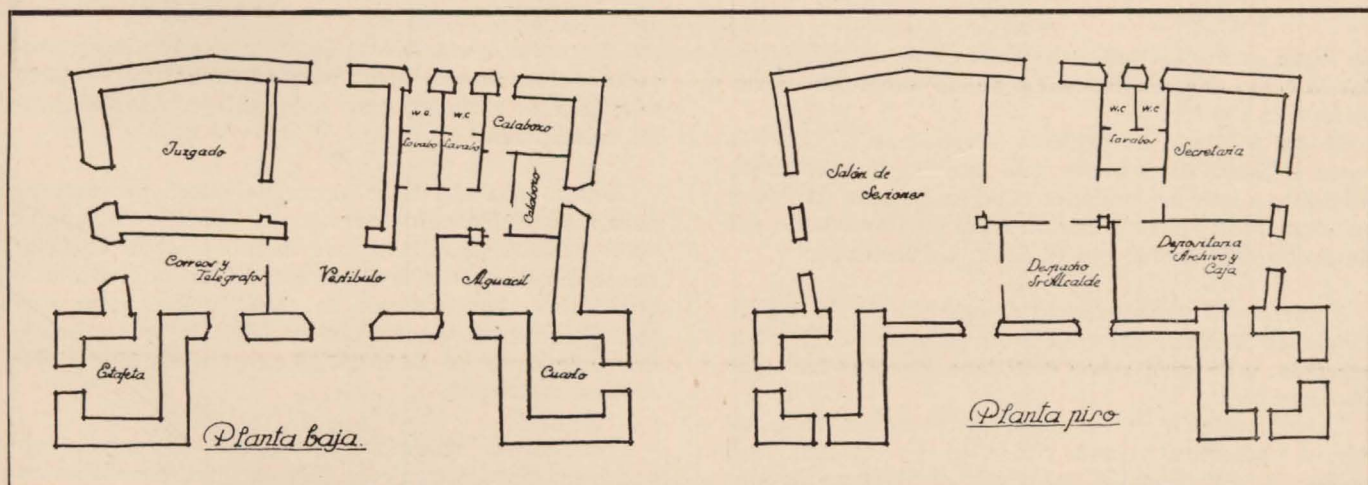 Juzgado
w.c.
w.c
Calabozo
Lavabo
Lavabo
Calabozo
Correos y
Telégrafos
Vestíbulo
Alguacil
Estafeta
Cuarto
Planta baja.
Salón de
Sesiones
w.c
w.c
Lavabos
Secretaría
Despacho
Sr. Alcalde
Depositaria
Archivo y
Caja
Planta piso